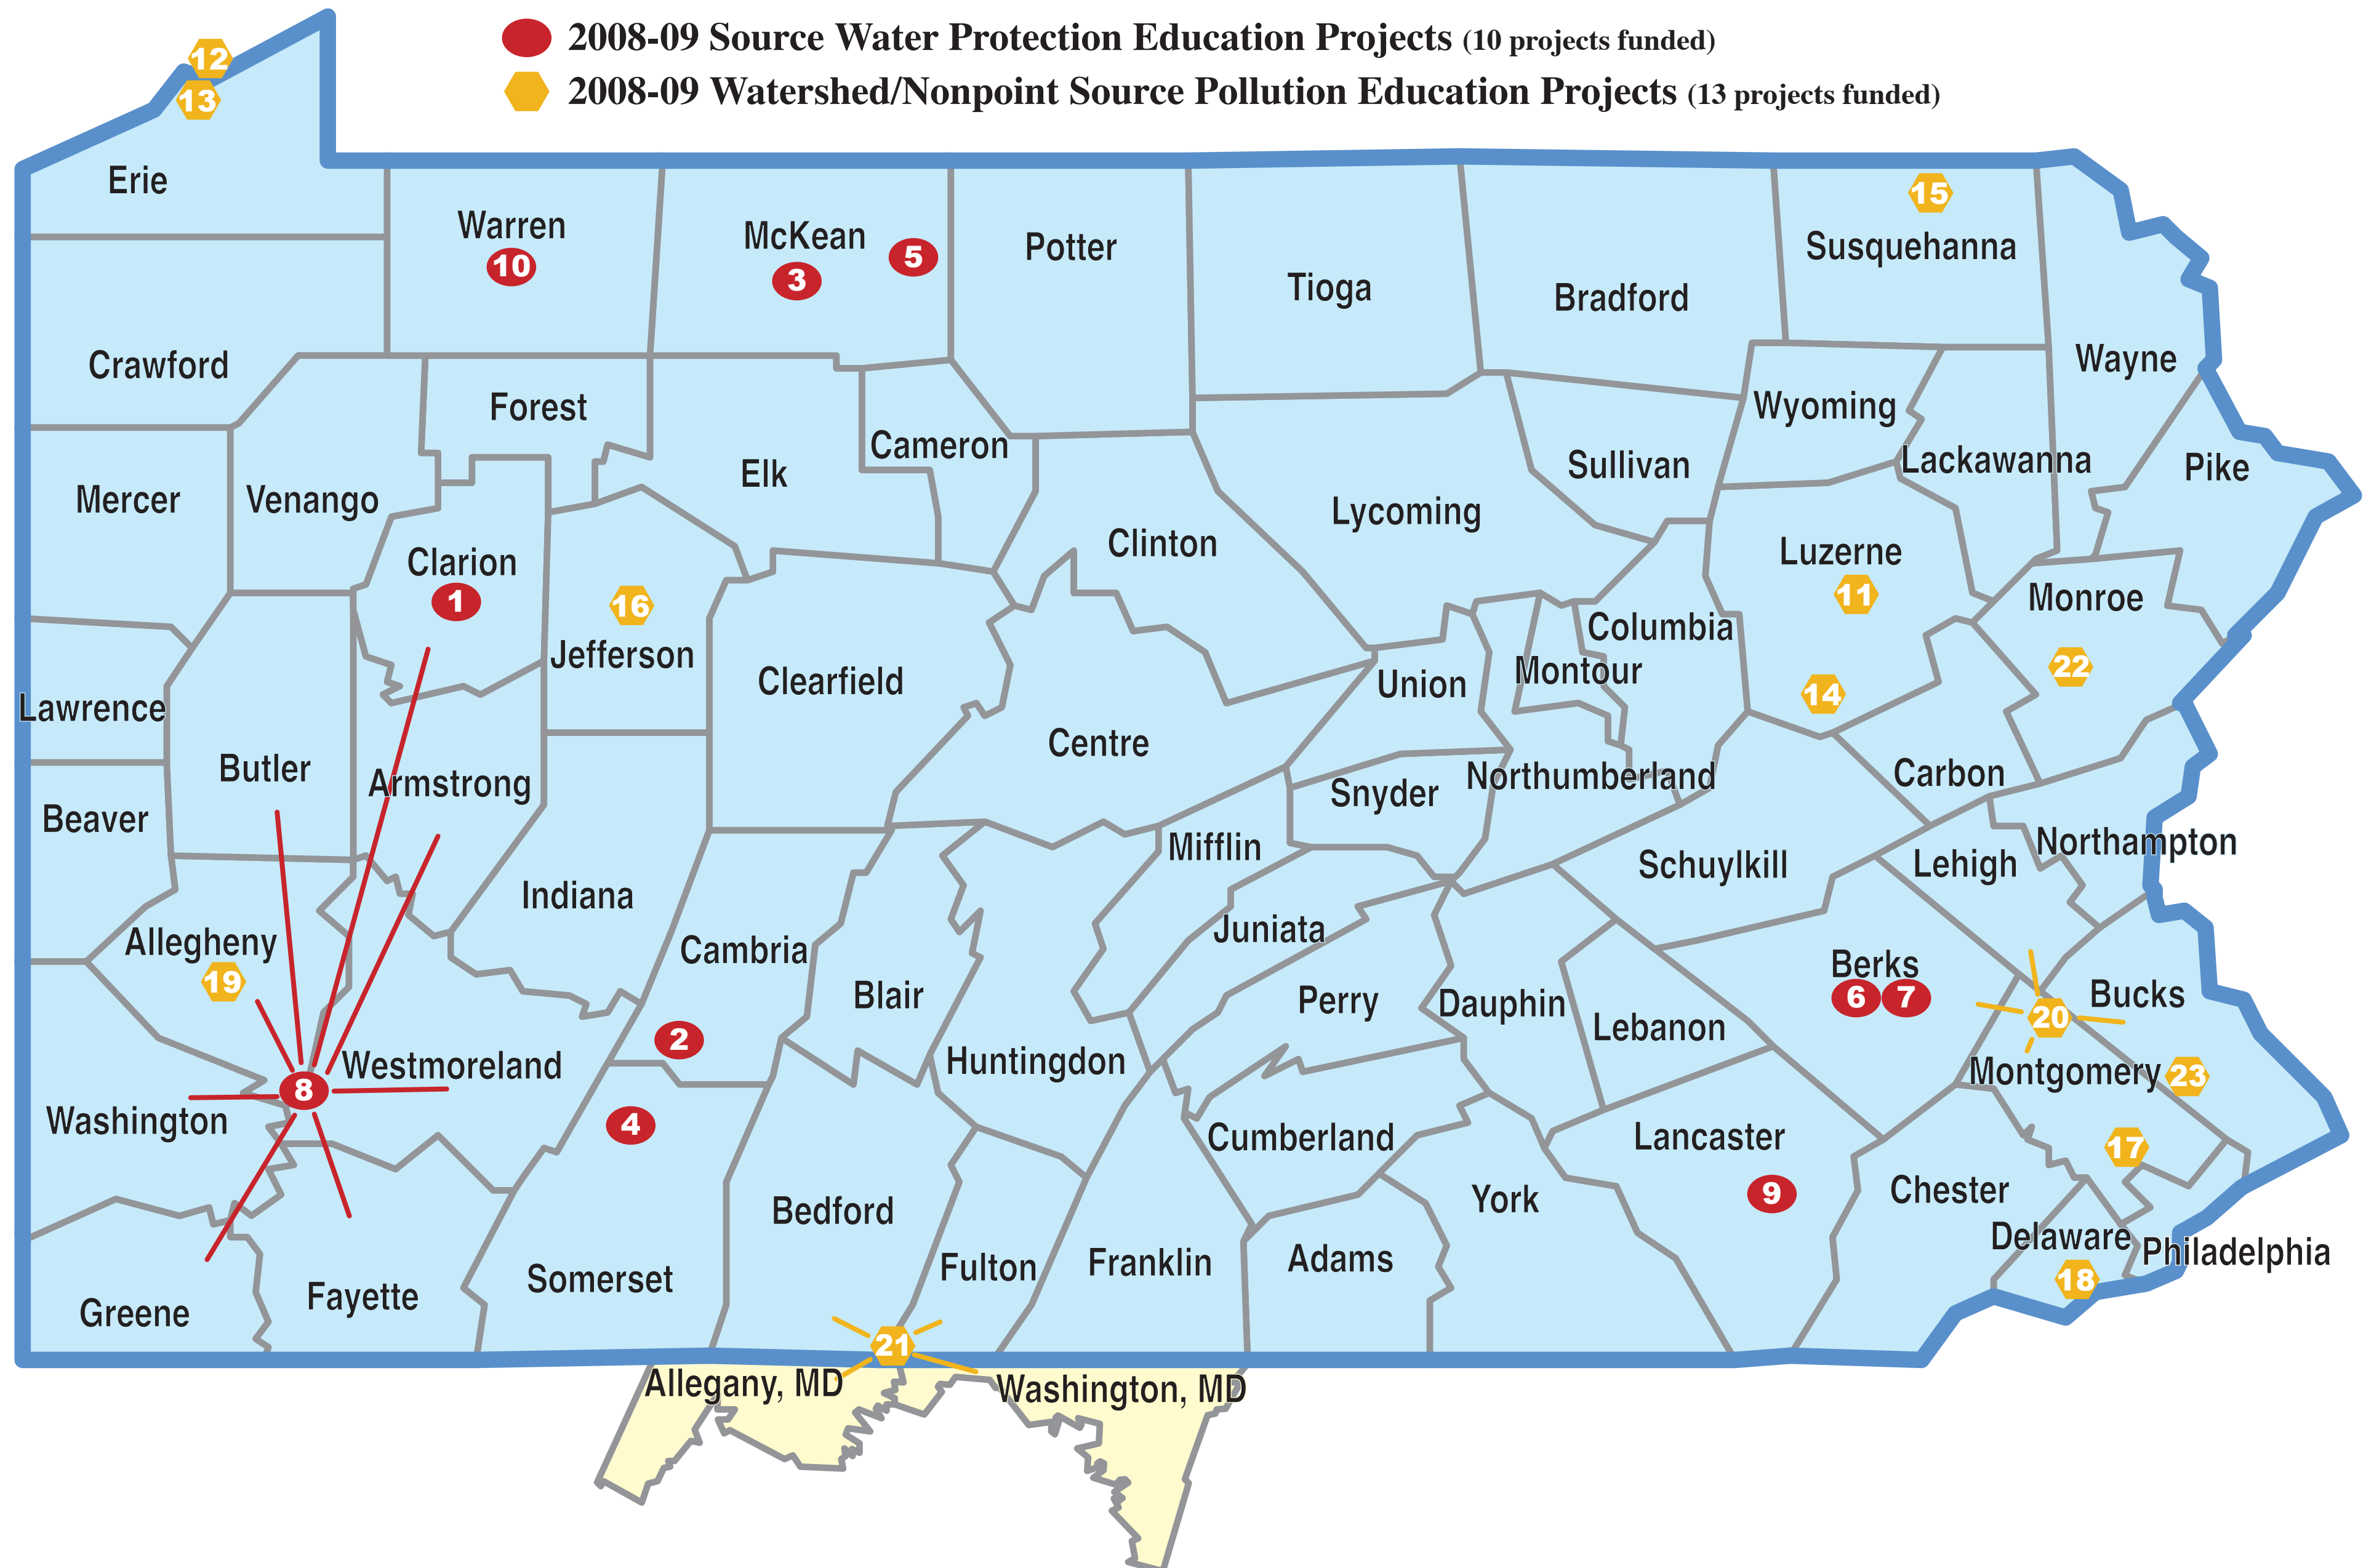 2008-09 Source Water Protection Education Projects (10 projects funded)
2008-09 Watershed/Nonpoint Source Pollution Education Projects (13 projects funded)
12
13
Erie
Warren
10
McKean
3
5
Potter
Tioga
Bradford
15
Susquehanna
Wayne
Crawford
Forest
Cameron
Elk
Wyoming
Sullivan
Lackawanna
Pike
Mercer
Venango
Clarion
1
16
Jefferson
Clearfield
Clinton
Lycoming
Luzerne
11
14
Monroe
22
Columbia
Montour
Union
Lawrence
Butler
Armstrong
Centre
Snyder
Northumberland
Carbon
Beaver
Mifflin
Schuylkill
Lehigh
Northampton
Indiana
Allegheny
19
Cambria
2
Blair
Juniata
Perry
Dauphin
Lebanon
Berks
6
7
20
Bucks
Huntingdon
Westmoreland
8
Washington
4
Cumberland
Lancaster
9
Montgomery
23
17
Chester
Delaware
18
Philadelphia
York
Bedford
Fulton
Franklin
Adams
Somerset
Fayette
Greene
21
Allegany, MD
Washington, MD